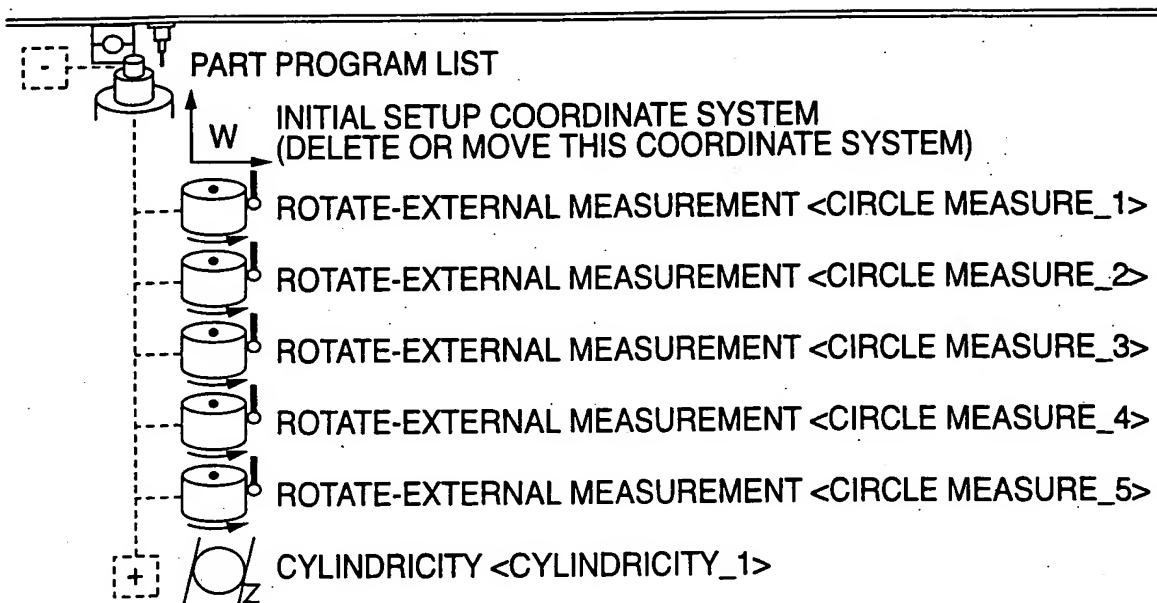 -
PART PROGRAM LIST
W
INITIAL SETUP COORDINATE SYSTEM
(DELETE OR MOVE THIS COORDINATE SYSTEM)
ROTATE-EXTERNAL MEASUREMENT <CIRCLE MEASURE_1>
ROTATE-EXTERNAL MEASUREMENT <CIRCLE MEASURE_2>
ROTATE-EXTERNAL MEASUREMENT <CIRCLE MEASURE_3>
ROTATE-EXTERNAL MEASUREMENT <CIRCLE MEASURE_4>
ROTATE-EXTERNAL MEASUREMENT <CIRCLE MEASURE_5>
+
Z
CYLINDRICITY <CYLINDRICITY_1>